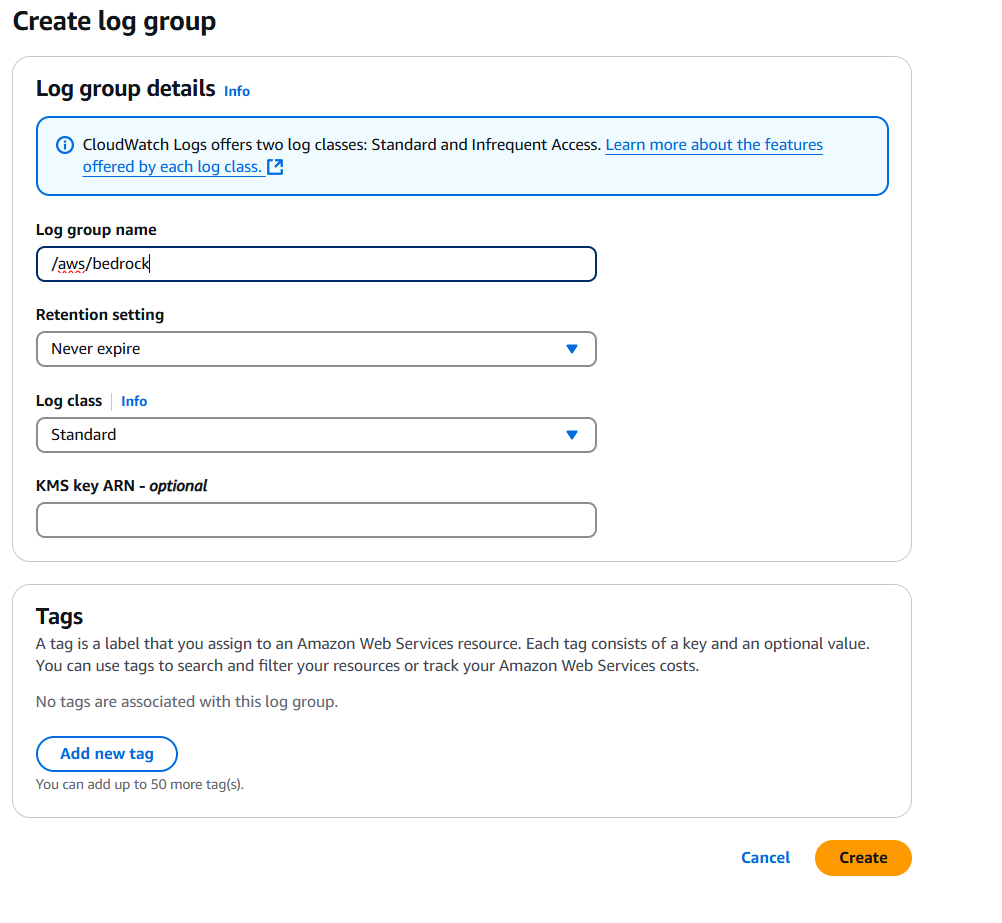 Create log group
Log group details Info
CloudWatch Logs offers two log classes: Standard and Infrequent Access. Learn more about the features
offered by each log class.
Log group name
/aws/bedrock
Retention setting
Never expire
Log class Info
Standard
KMS key ARN - optional
Tags
A tag is a label that you assign to an Amazon Web Services resource. Each tag consists of a key and an optional value.
You can use tags to search and filter your resources or track your Amazon Web Services costs.
No tags are associated with this log group.
Add new tag
You can add up to 50 more tag(s).
Cancel Create